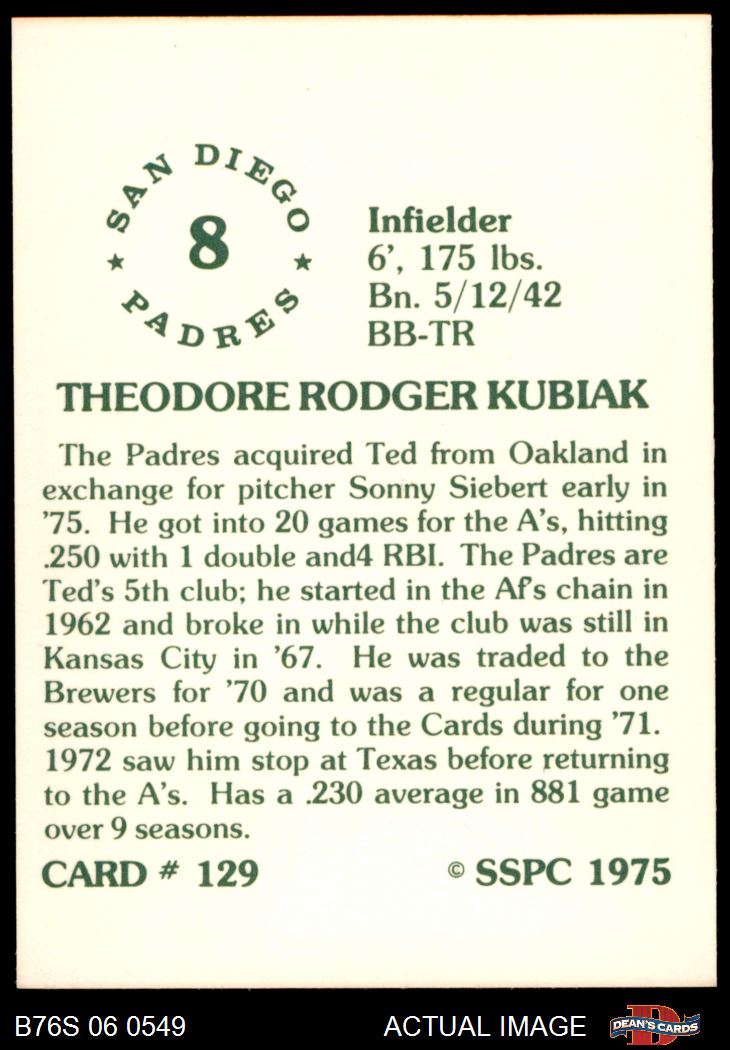 SAN DIEGO
8
PADRES
Infielder
6', 175 lbs.
Bn. 5/12/42
BB-TR
THEODORE RODGER KUBIAK
The Padres acquired Ted from Oakland in
exchange for pitcher Sonny Siebert early in
'75. He got into 20 games for the A's, hitting
.250 with 1 double and4 RBI. The Padres are
Ted's 5th club; he started in the Af's chain in
1962 and broke in while the club was still in
Kansas City in '67. He was traded to the
Brewers for '70 and was a regular for one
season before going to the Cards during '71.
1972 saw him stop at Texas before returning
to the A's. Has a .230 average in 881 game
over 9 seasons.
CARD # 129 © SSPC 1975
B76S 06 0549 ACTUAL IMAGE DEAN'S CARDS